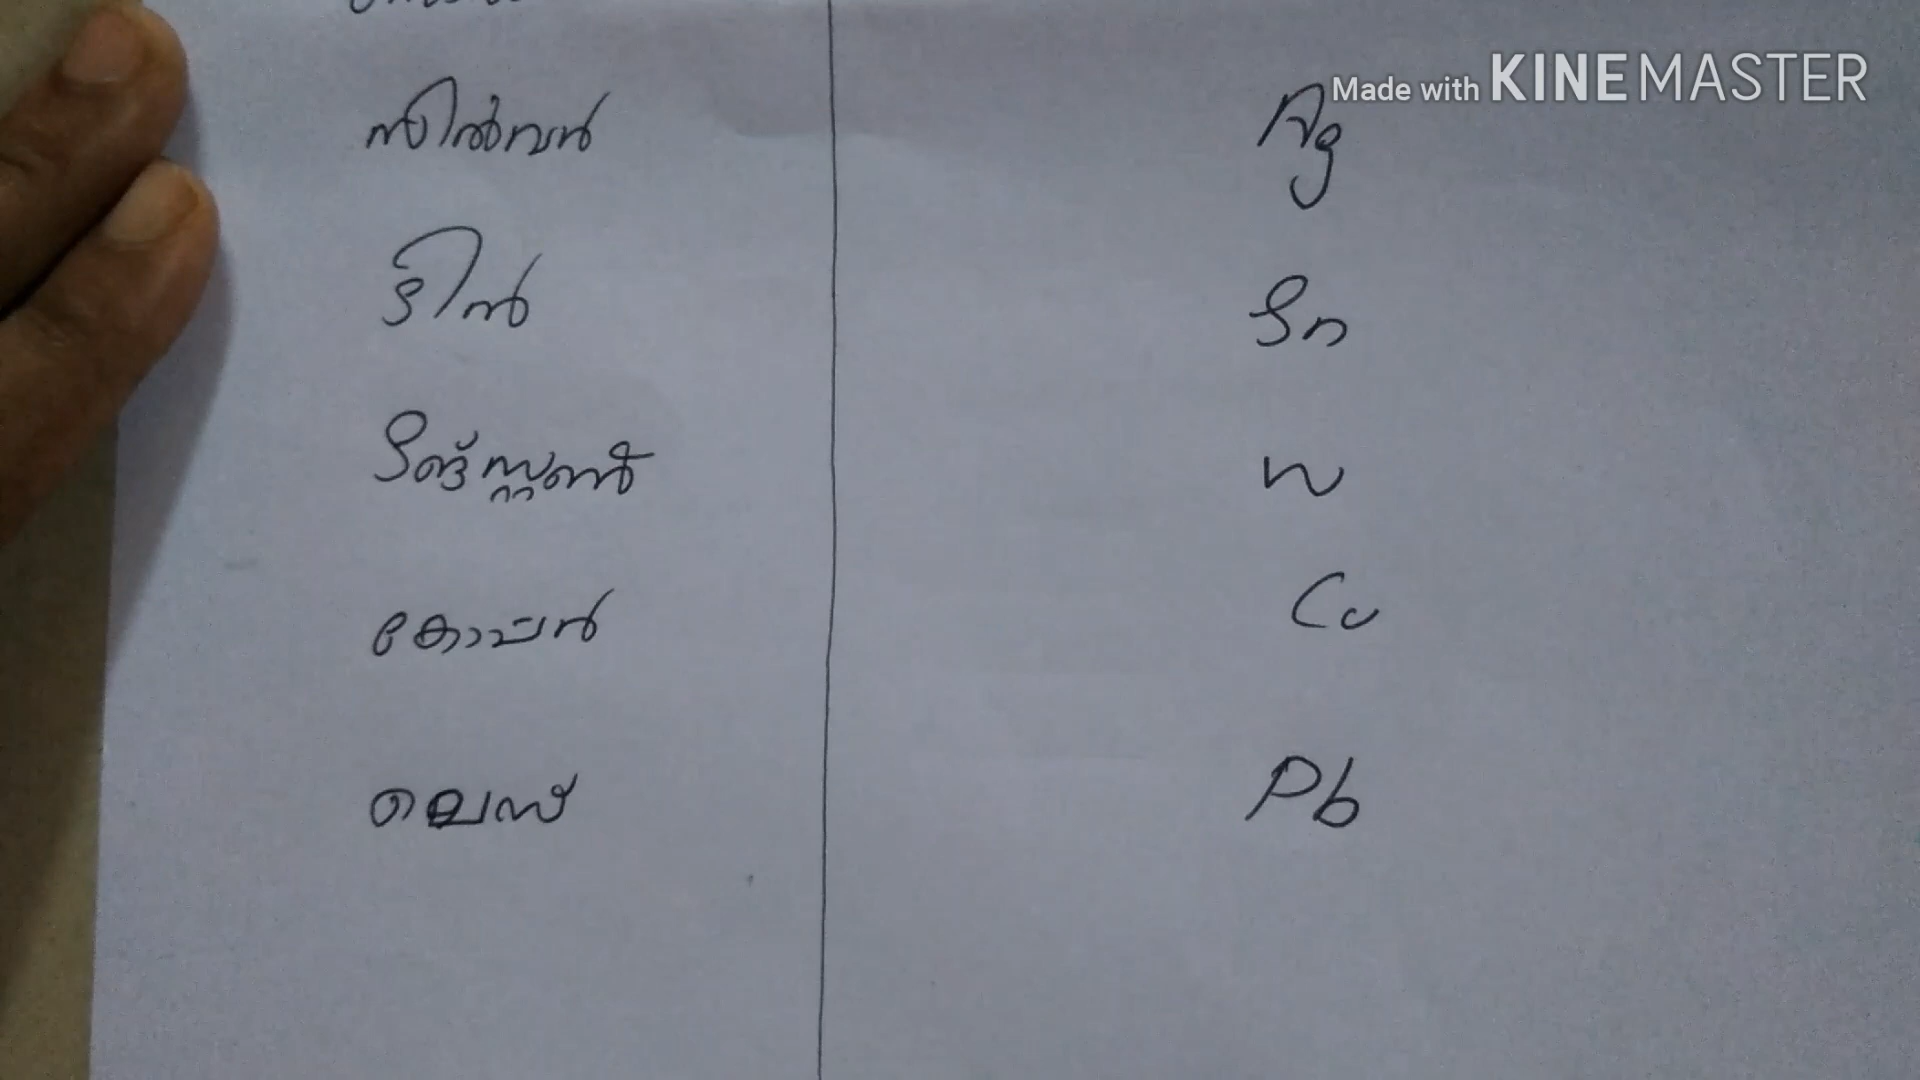 Made with KINEMASTER
സിൽവർ Ag
ടിൻ Sn
ടങ്സ്റ്റൺ W
കോപ്പർ Cu
Pb